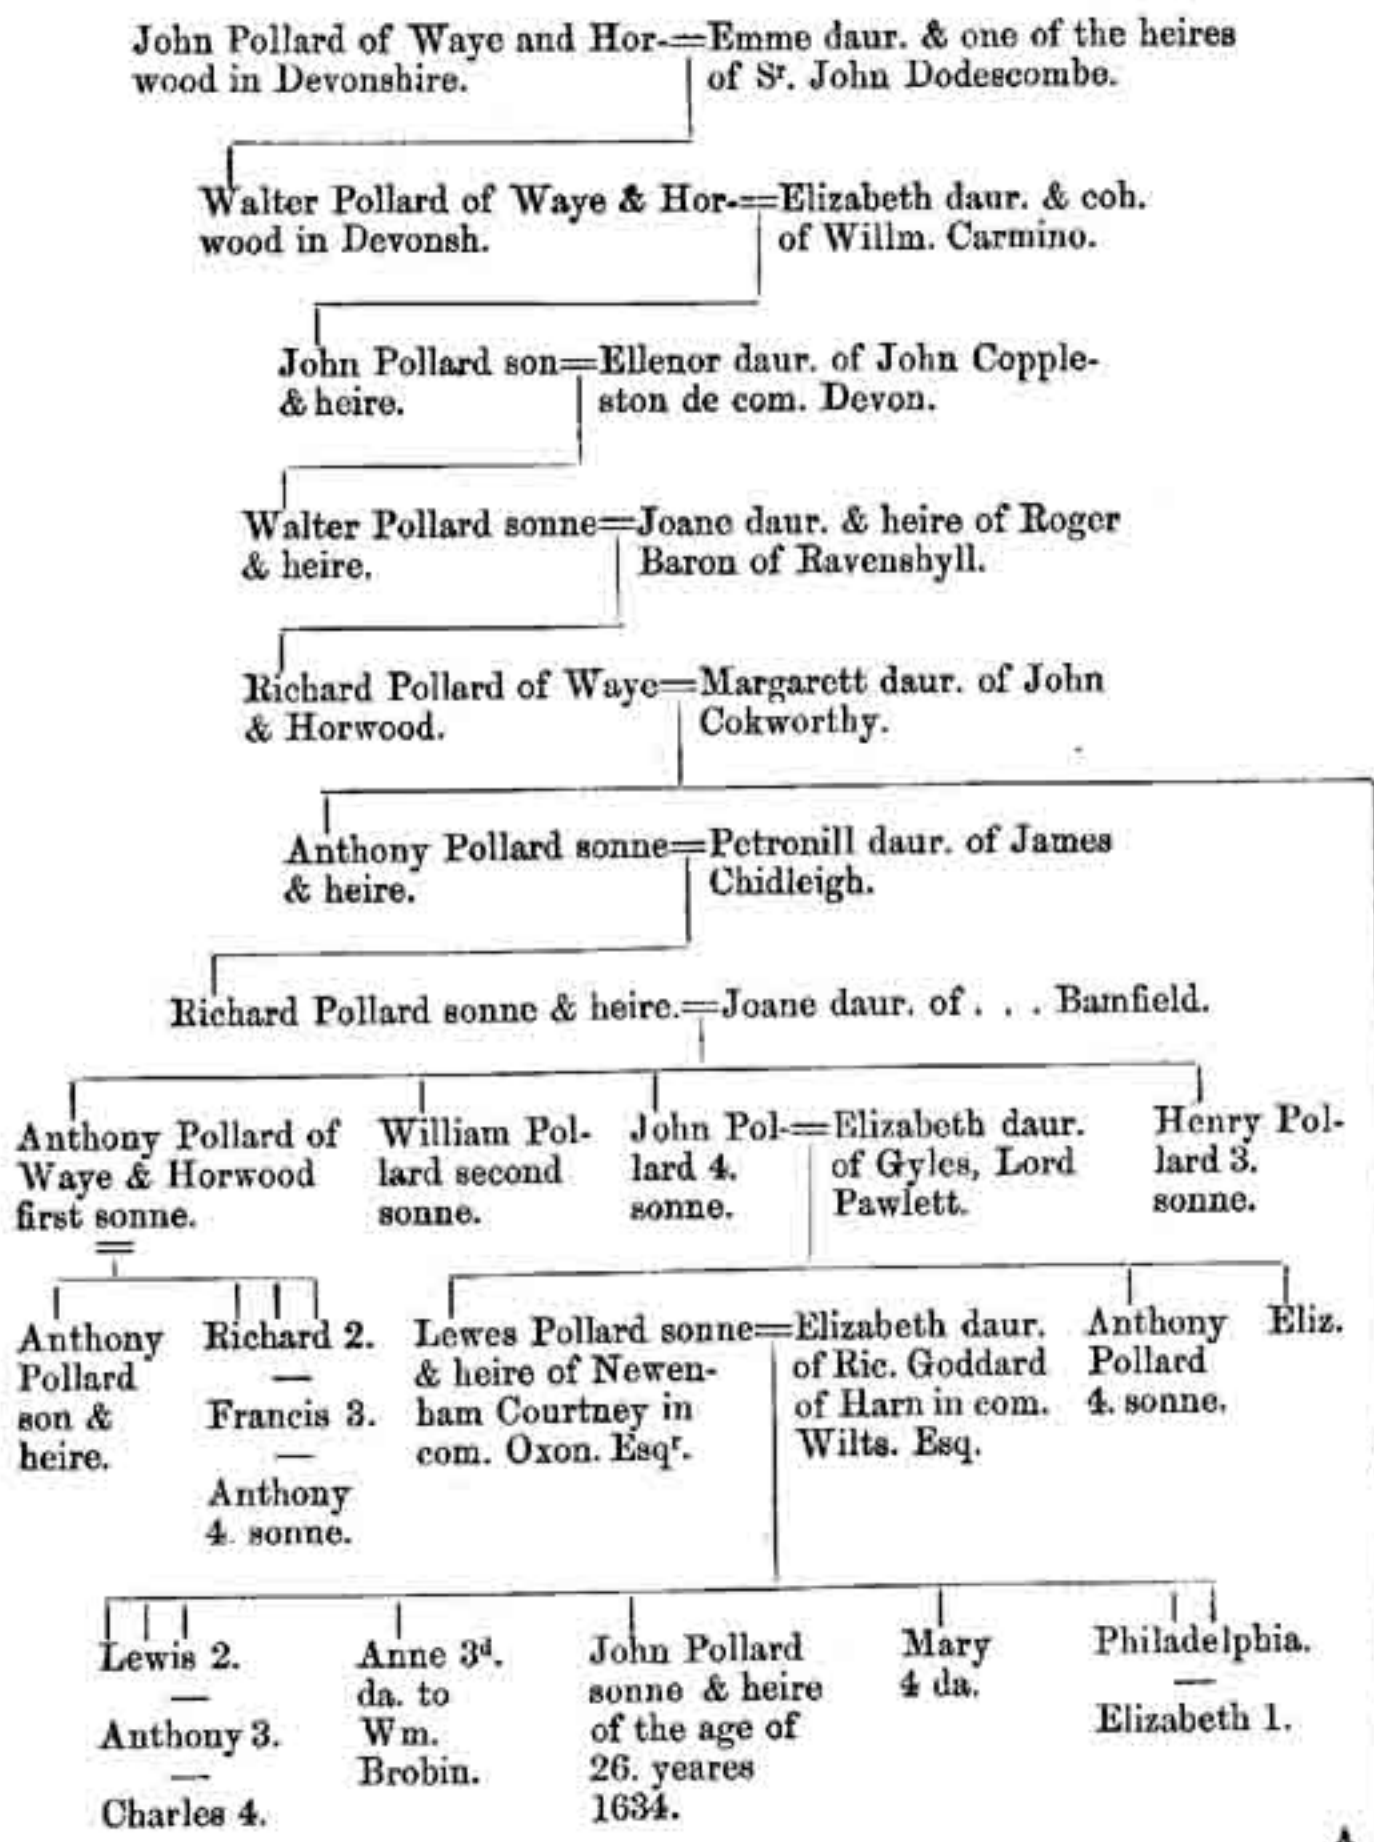 John Pollard of Waye and Hor-=Emme daur. & one of the heires
wood in Devonshire. of Sr. John Dodescombe.
Walter Pollard of Waye & Hor-=Elizabeth daur. & coh.
wood in Devonsh. of Willm. Carmino.
John Pollard son=Ellenor daur. of John Copple-
& heire. ston de com. Devon.
Walter Pollard sonne=Joane daur. & heire of Roger
& heire. Baron of Ravenshyll.
Richard Pollard of Waye=Margarett daur. of John
& Horwood. Cokworthy.
Anthony Pollard sonne=Petronill daur. of James
& heire. Chidleigh.
Richard Pollard sonne & heire.=Joane daur. of . . . Bamfield.
Anthony Pollard of
Waye & Horwood
first sonne.
William Pol-
lard second
sonne.
John Pol-=Elizabeth daur.
lard 4. of Gyles, Lord
sonne. Pawlett.
Henry Pol-
lard 3.
sonne.
Anthony
Pollard
son &
heire.
Richard 2.
—
Francis 3.
—
Anthony
4. sonne.
Lewes Pollard sonne=Elizabeth daur.
& heire of Newen- of Ric. Goddard
ham Courtney in of Harn in com.
com. Oxon. Esqr. Wilts. Esq.
Anthony
Pollard
4. sonne.
Eliz.
Lewis 2.
—
Anthony 3.
—
Charles 4.
Anne 3d.
da. to
Wm.
Brobin.
John Pollard
sonne & heire
of the age of
26. yeares
1634.
Mary
4 da.
Philadelphia.
—
Elizabeth 1.